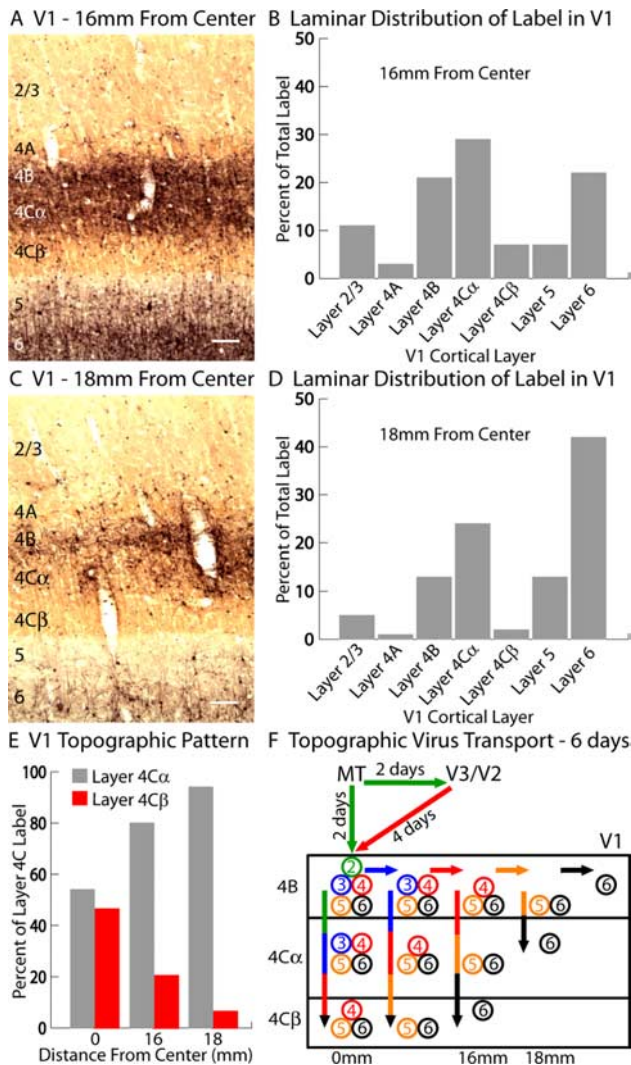 A V1 - 16mm From Center
2/3
4A
4B
4Cα
4Cβ
5
6
B Laminar Distribution of Label in V1
16mm From Center
Percent of Total Label
50
40
30
20
10
0
Layer 2/3
Layer 4A
Layer 4B
Layer 4Cα
Layer 4Cβ
Layer 5
Layer 6
V1 Cortical Layer
C V1 - 18mm From Center
2/3
4A
4B
4Cα
4Cβ
5
6
D Laminar Distribution of Label in V1
18mm From Center
Percent of Total Label
50
40
30
20
10
0
Layer 2/3
Layer 4A
Layer 4B
Layer 4Cα
Layer 4Cβ
Layer 5
Layer 6
V1 Cortical Layer
E V1 Topographic Pattern
Layer 4Cα
Layer 4Cβ
Percent of Layer 4C Label
100
80
60
40
20
0
0 16 18
Distance From Center (mm)
F Topographic Virus Transport - 6 days
2 days
MT V3/V2
2 days
4 days
V1
2
4B 3 4 3 4 4 6
5 6 5 6 5 6 5 6
4Cα 3 4 4 6
5 6 5 6 5 6
4Cβ 4 6
5 6 5 6
0mm 16mm 18mm